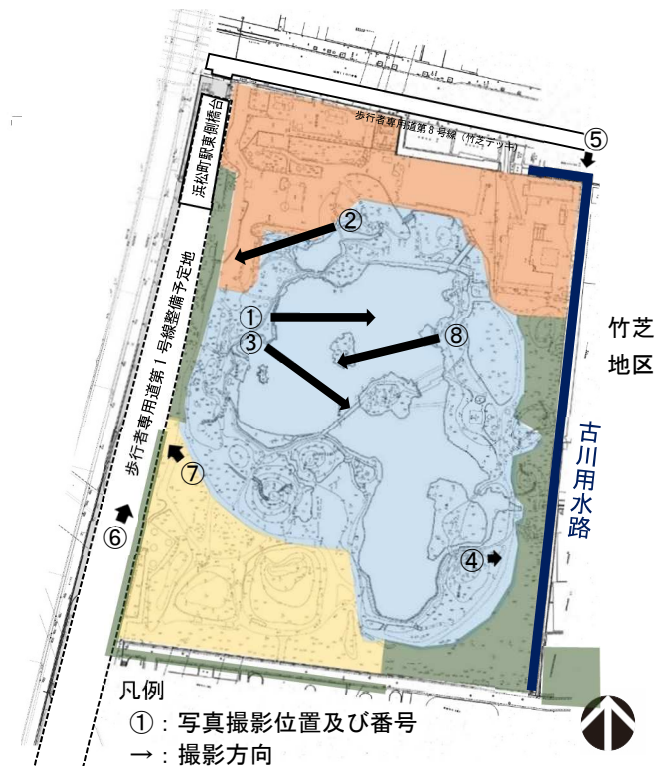 歩行者専用道第8号線(竹芝デッキ)
⑤
浜松町駅東側橋台
②
①
③
⑧
竹芝
地区
歩行者専用道第1号線整備予定地
古川用水路
⑦
⑥
④
凡例
①:写真撮影位置及び番号
→:撮影方向